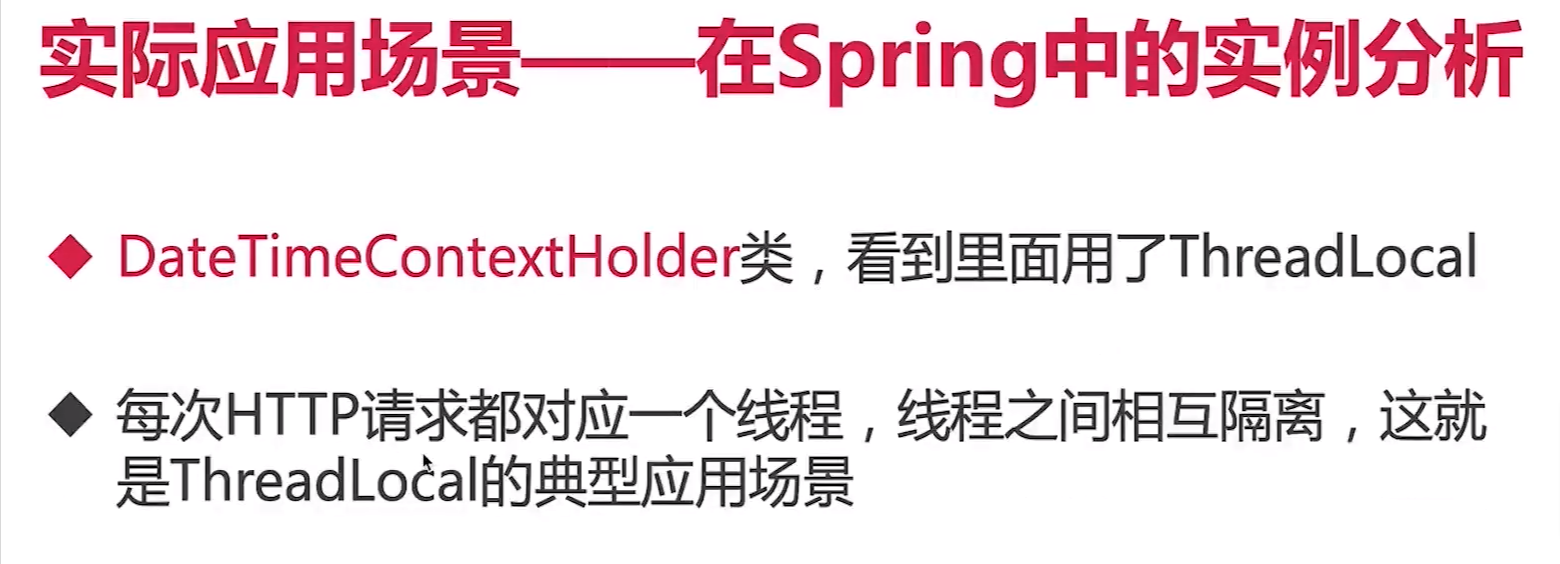 实际应用场景——在Spring中的实例分析
DateTimeContextHolder类，看到里面用了ThreadLocal
每次HTTP请求都对应一个线程，线程之间相互隔离，这就
是ThreadLocal的典型应用场景